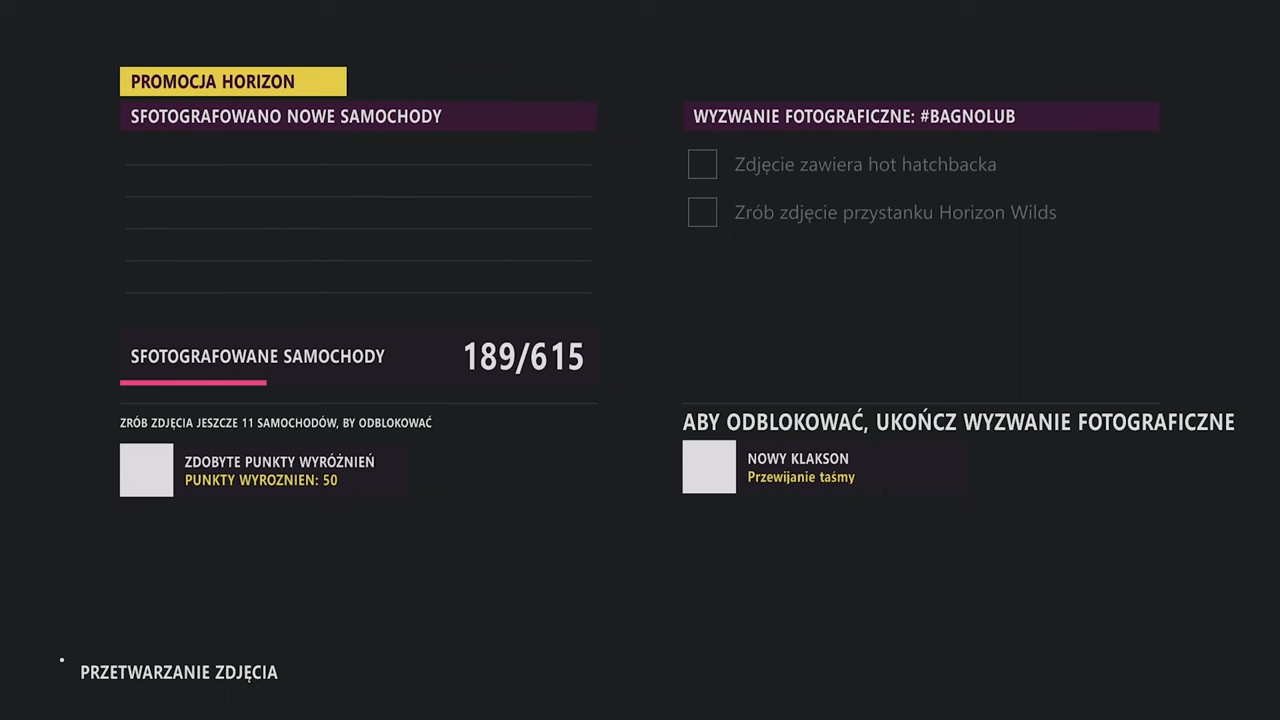 PROMOCJA HORIZON
SFOTOGRAFOWANO NOWE SAMOCHODY
SFOTOGRAFOWANE SAMOCHODY 189/615
ZRÓB ZDJĘCIA JESZCZE 11 SAMOCHODÓW, BY ODBLOKOWAĆ
ZDOBYTE PUNKTY WYRÓŻNIEŃ
PUNKTY WYROZNIEN: 50
WYZWANIE FOTOGRAFICZNE: #BAGNOLUB
Zdjęcie zawiera hot hatchbacka
Zrób zdjęcie przystanku Horizon Wilds
ABY ODBLOKOWAĆ, UKOŃCZ WYZWANIE FOTOGRAFICZNE
NOWY KLAKSON
Przewijanie taśmy
PRZETWARZANIE ZDJĘCIA